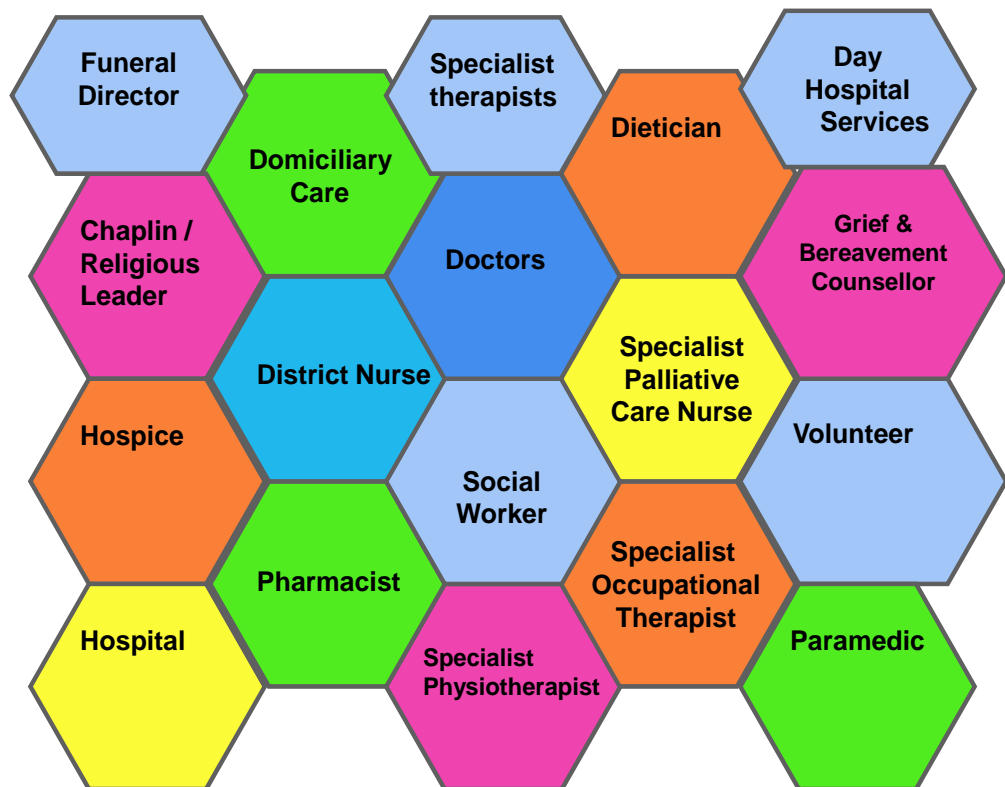 Funeral
Director
Specialist
therapists
Day
Hospital
Services
Domiciliary
Care
Dietician
Chaplin /
Religious
Leader
Doctors
Grief &
Bereavement
Counsellor
District Nurse
Specialist
Palliative
Care Nurse
Hospice
Social
Worker
Volunteer
Pharmacist
Specialist
Occupational
Therapist
Hospital
Specialist
Physiotherapist
Paramedic